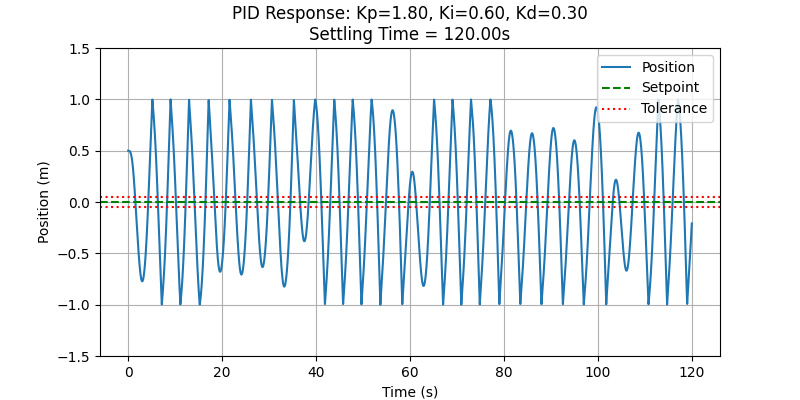 PID Response: Kp=1.80, Ki=0.60, Kd=0.30
Settling Time = 120.00s
Position
Setpoint
Tolerance
1.5
1.0
0.5
0.0
−0.5
−1.0
−1.5
Position (m)
0 20 40 60 80 100 120
Time (s)